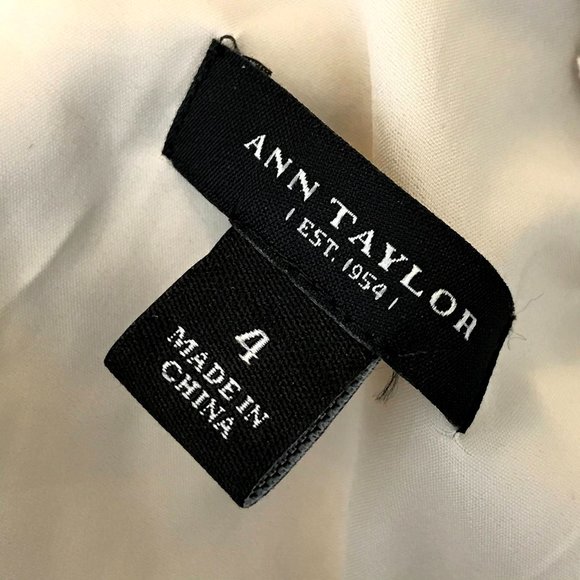 ANN TAYLOR
| EST. 1954 |
4
MADE IN
CHINA